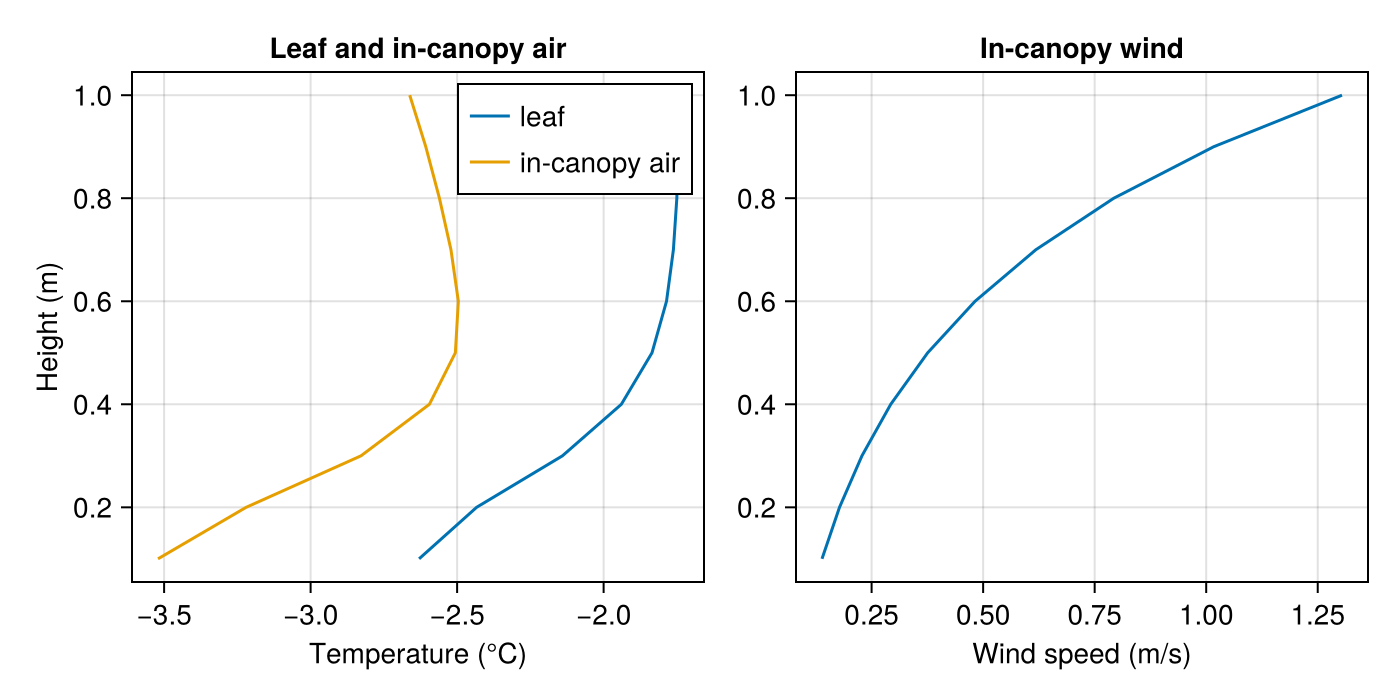 Leaf and in-canopy air
In-canopy wind
1.0
0.8
0.6
0.4
0.2
Height (m)
leaf
in-canopy air
−3.5 −3.0 −2.5 −2.0
Temperature (°C)
1.0
0.8
0.6
0.4
0.2
0.25 0.50 0.75 1.00 1.25
Wind speed (m/s)